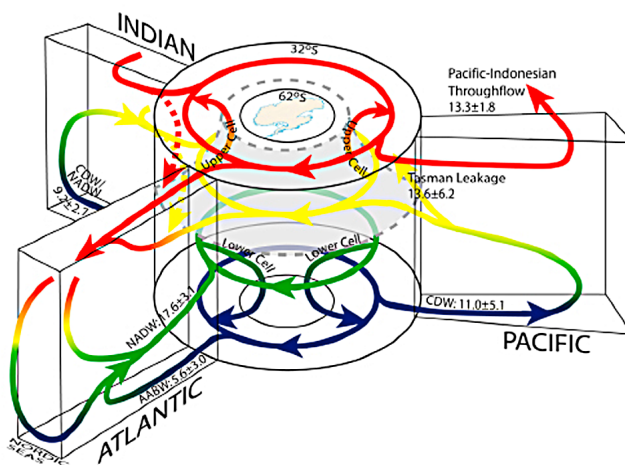 INDIAN
32ºS
62ºS
Pacific-Indonesian
Throughflow
13.3±1.8
Upper Cell
Upper Cell
CDW/
NADW
9.2±2.7
Tasman Leakage
13.6±6.2
Lower Cell
Lower Cell
NADW: 17.6±3.1
CDW: 11.0±5.1
PACIFIC
AABW: 5.6±3.0
ATLANTIC
NORDIC
SEAS